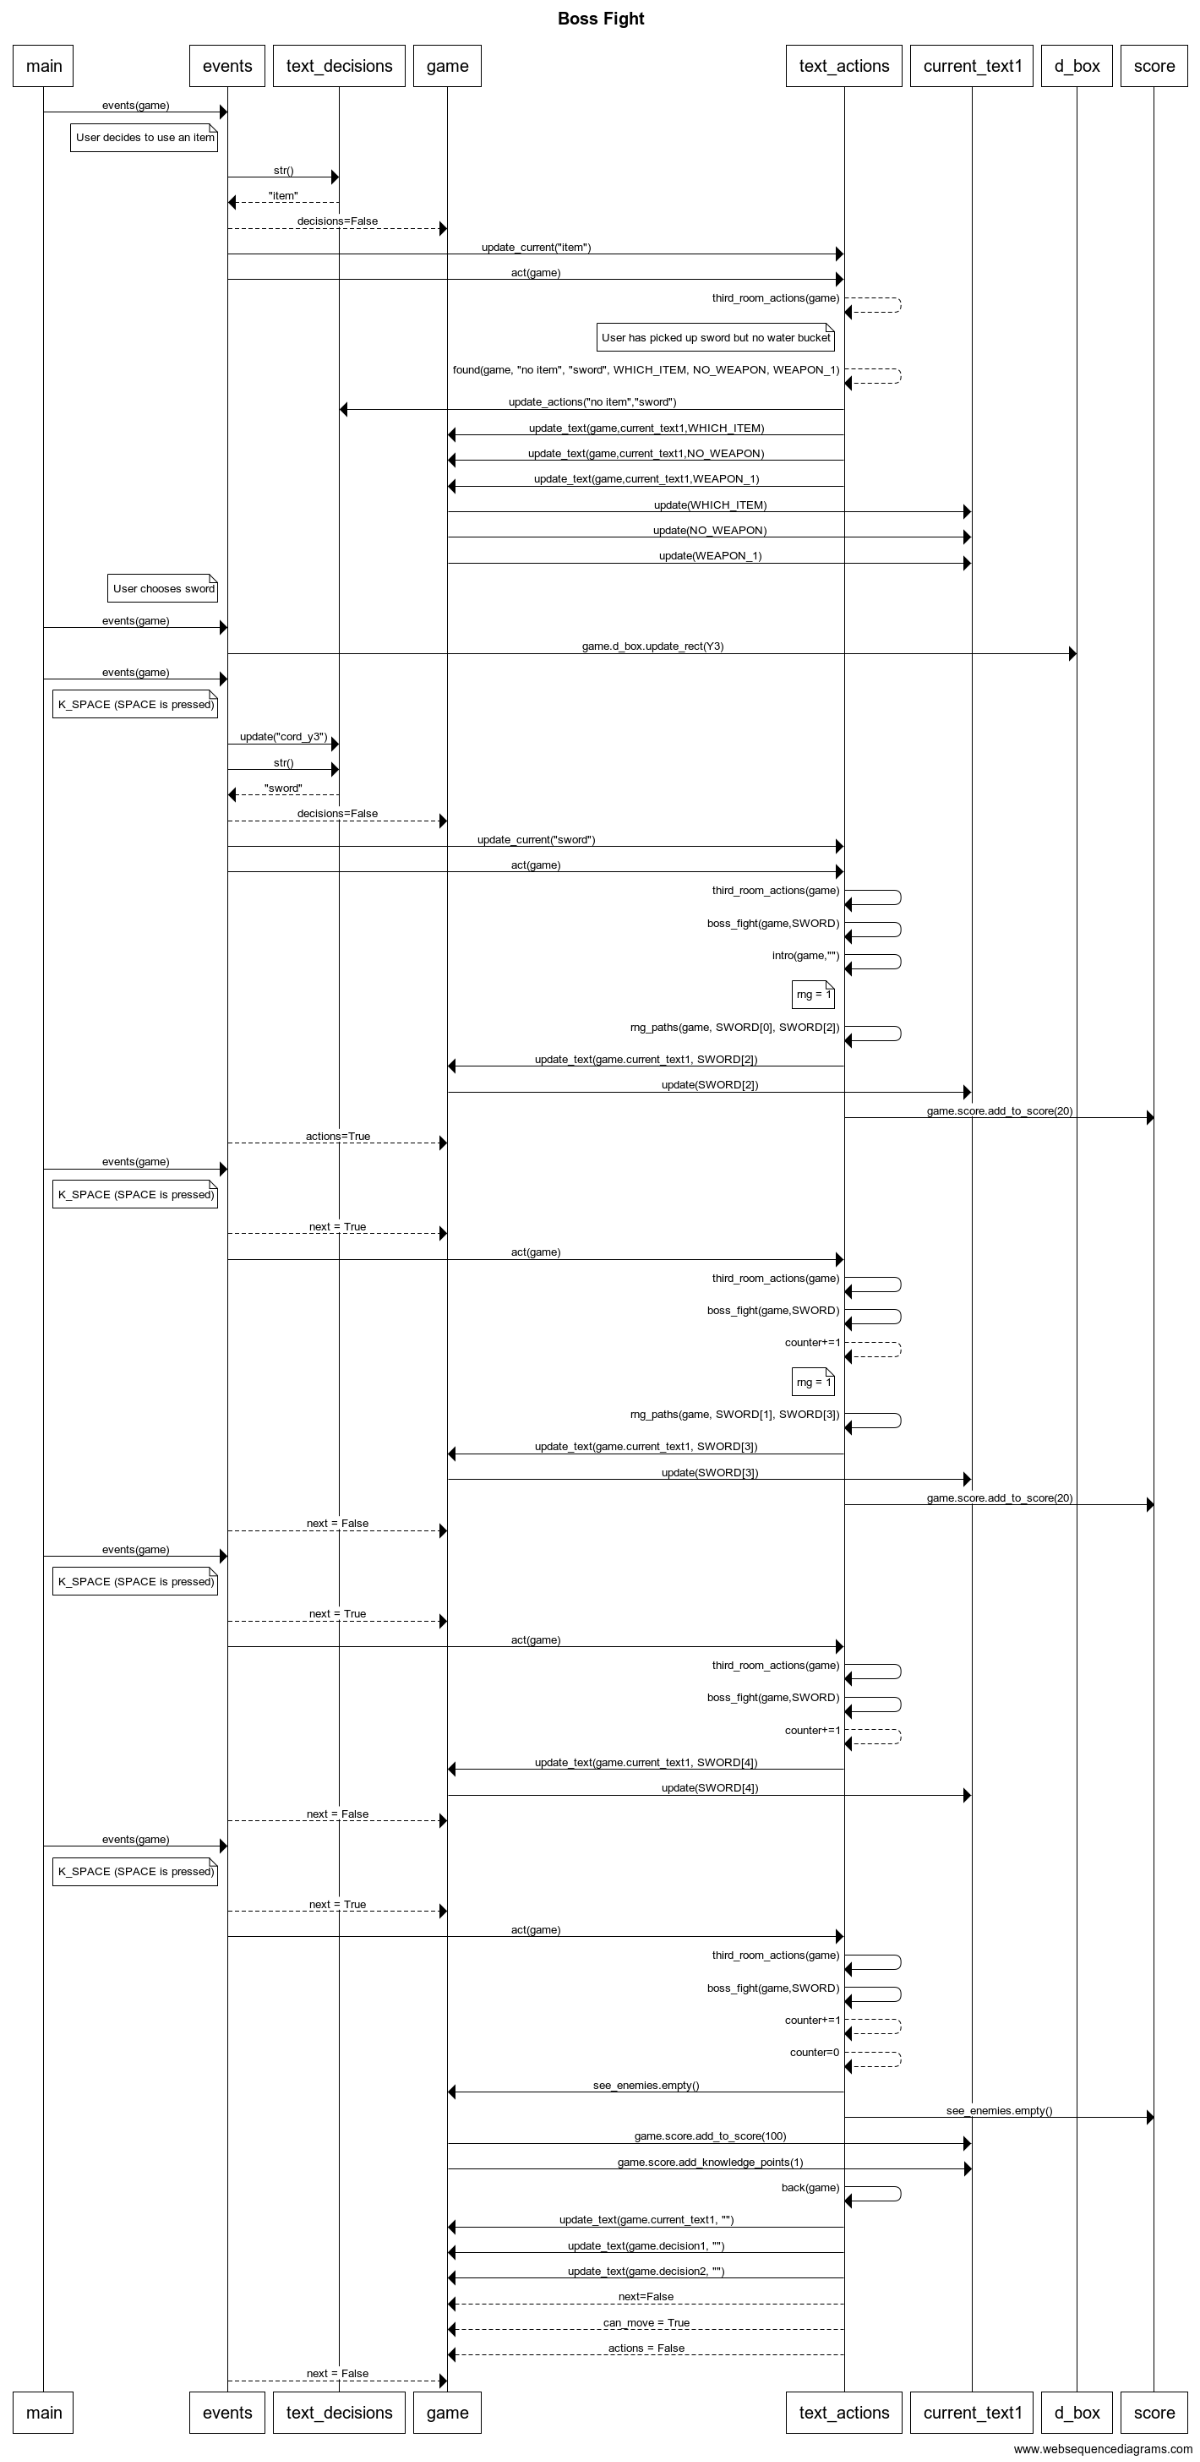 Boss Fight
main
events
text_decisions
game
text_actions
current_text1
d_box
score
events(game)
User decides to use an item
str()
"item"
decisions=False
update_current("item")
act(game)
third_room_actions(game)
User has picked up sword but no water bucket
found(game, "no item", "sword", WHICH_ITEM, NO_WEAPON, WEAPON_1)
update_actions("no item","sword")
update_text(game,current_text1,WHICH_ITEM)
update_text(game,current_text1,NO_WEAPON)
update_text(game,current_text1,WEAPON_1)
update(WHICH_ITEM)
update(NO_WEAPON)
update(WEAPON_1)
User chooses sword
events(game)
game.d_box.update_rect(Y3)
events(game)
K_SPACE (SPACE is pressed)
update("cord_y3")
str()
"sword"
decisions=False
update_current("sword")
act(game)
third_room_actions(game)
boss_fight(game,SWORD)
intro(game,"")
rng = 1
rng_paths(game, SWORD[0], SWORD[2])
update_text(game.current_text1, SWORD[2])
update(SWORD[2])
game.score.add_to_score(20)
actions=True
events(game)
K_SPACE (SPACE is pressed)
next = True
act(game)
third_room_actions(game)
boss_fight(game,SWORD)
counter+=1
rng = 1
rng_paths(game, SWORD[1], SWORD[3])
update_text(game.current_text1, SWORD[3])
update(SWORD[3])
game.score.add_to_score(20)
next = False
events(game)
K_SPACE (SPACE is pressed)
next = True
act(game)
third_room_actions(game)
boss_fight(game,SWORD)
counter+=1
update_text(game.current_text1, SWORD[4])
update(SWORD[4])
next = False
events(game)
K_SPACE (SPACE is pressed)
next = True
act(game)
third_room_actions(game)
boss_fight(game,SWORD)
counter+=1
counter=0
see_enemies.empty()
see_enemies.empty()
game.score.add_to_score(100)
game.score.add_knowledge_points(1)
back(game)
update_text(game.current_text1, "")
update_text(game.decision1, "")
update_text(game.decision2, "")
next=False
can_move = True
actions = False
next = False
main
events
text_decisions
game
text_actions
current_text1
d_box
score
www.websequencediagrams.com